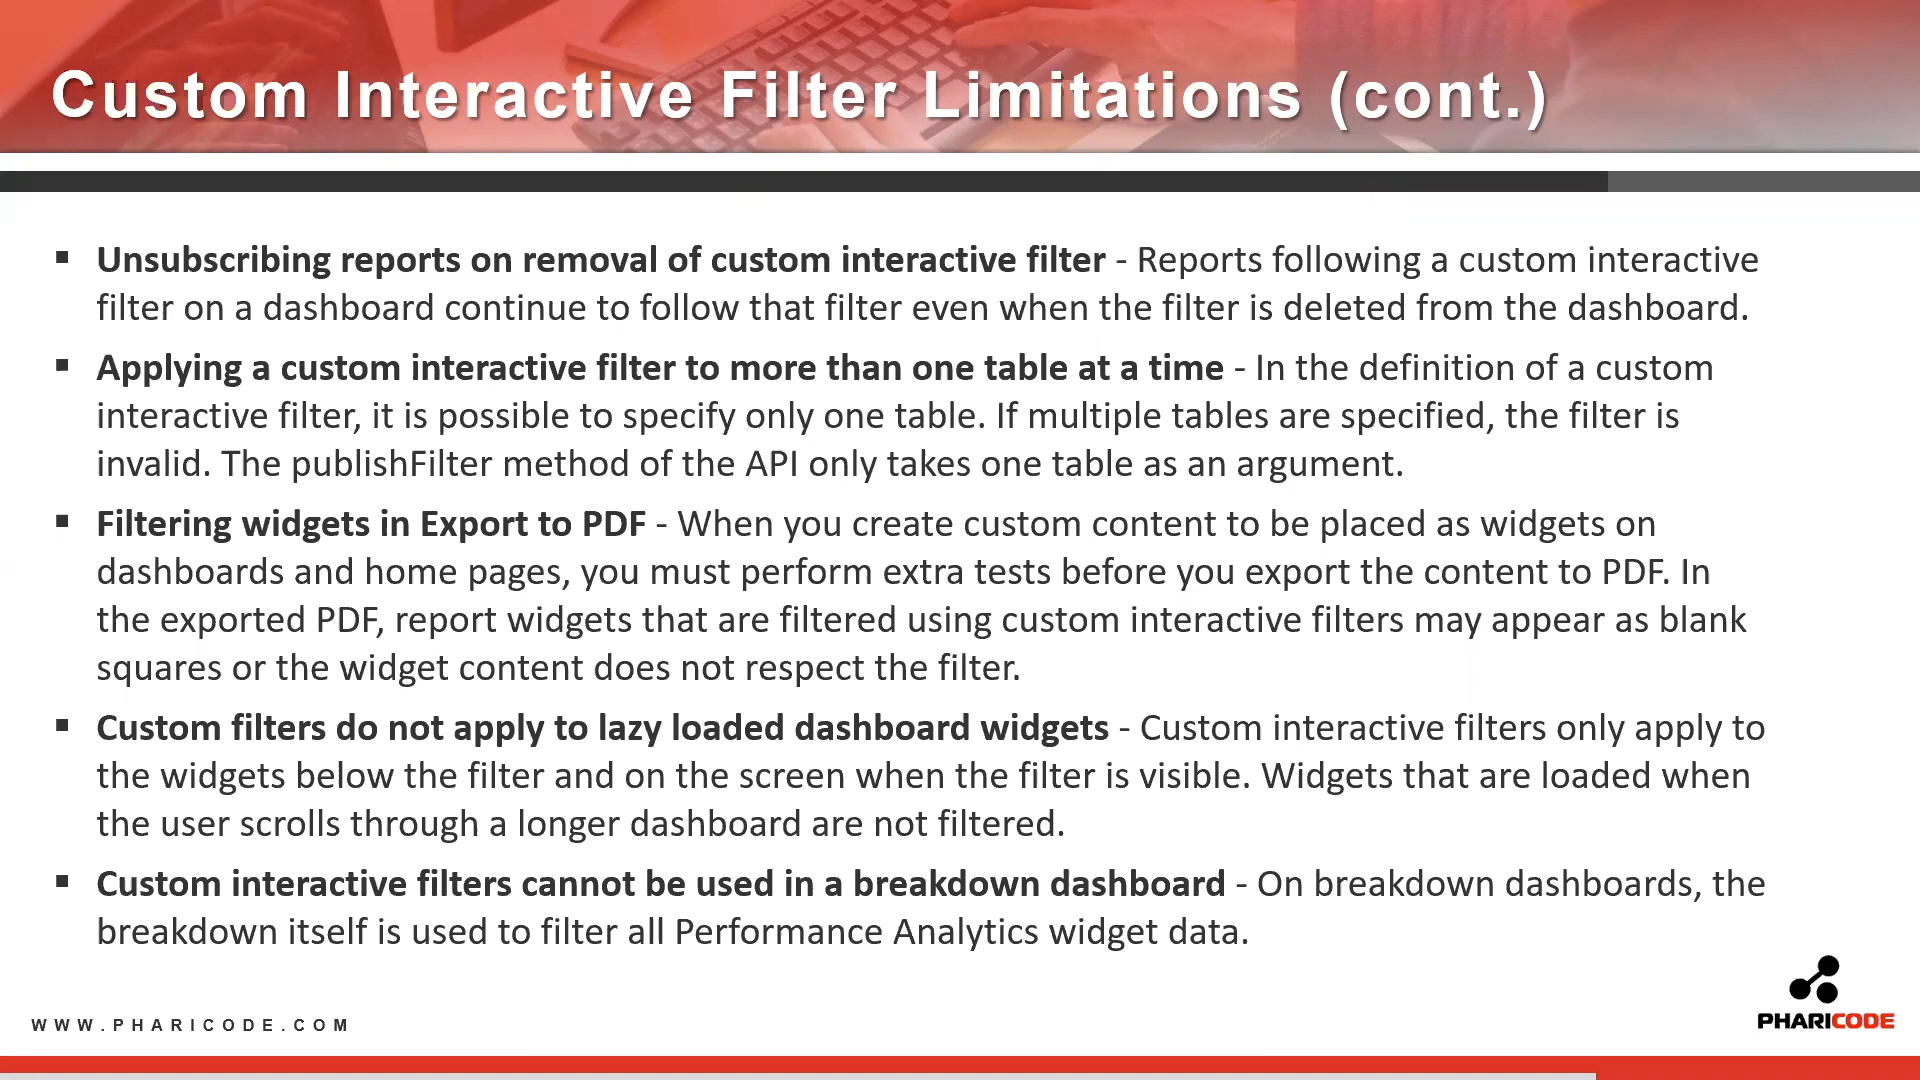 Custom Interactive Filter Limitations (cont.)
▪ Unsubscribing reports on removal of custom interactive filter - Reports following a custom interactive
filter on a dashboard continue to follow that filter even when the filter is deleted from the dashboard.
▪ Applying a custom interactive filter to more than one table at a time - In the definition of a custom
interactive filter, it is possible to specify only one table. If multiple tables are specified, the filter is
invalid. The publishFilter method of the API only takes one table as an argument.
▪ Filtering widgets in Export to PDF - When you create custom content to be placed as widgets on
dashboards and home pages, you must perform extra tests before you export the content to PDF. In
the exported PDF, report widgets that are filtered using custom interactive filters may appear as blank
squares or the widget content does not respect the filter.
▪ Custom filters do not apply to lazy loaded dashboard widgets - Custom interactive filters only apply to
the widgets below the filter and on the screen when the filter is visible. Widgets that are loaded when
the user scrolls through a longer dashboard are not filtered.
▪ Custom interactive filters cannot be used in a breakdown dashboard - On breakdown dashboards, the
breakdown itself is used to filter all Performance Analytics widget data.
WWW.PHARICODE.COM
PHARICODE